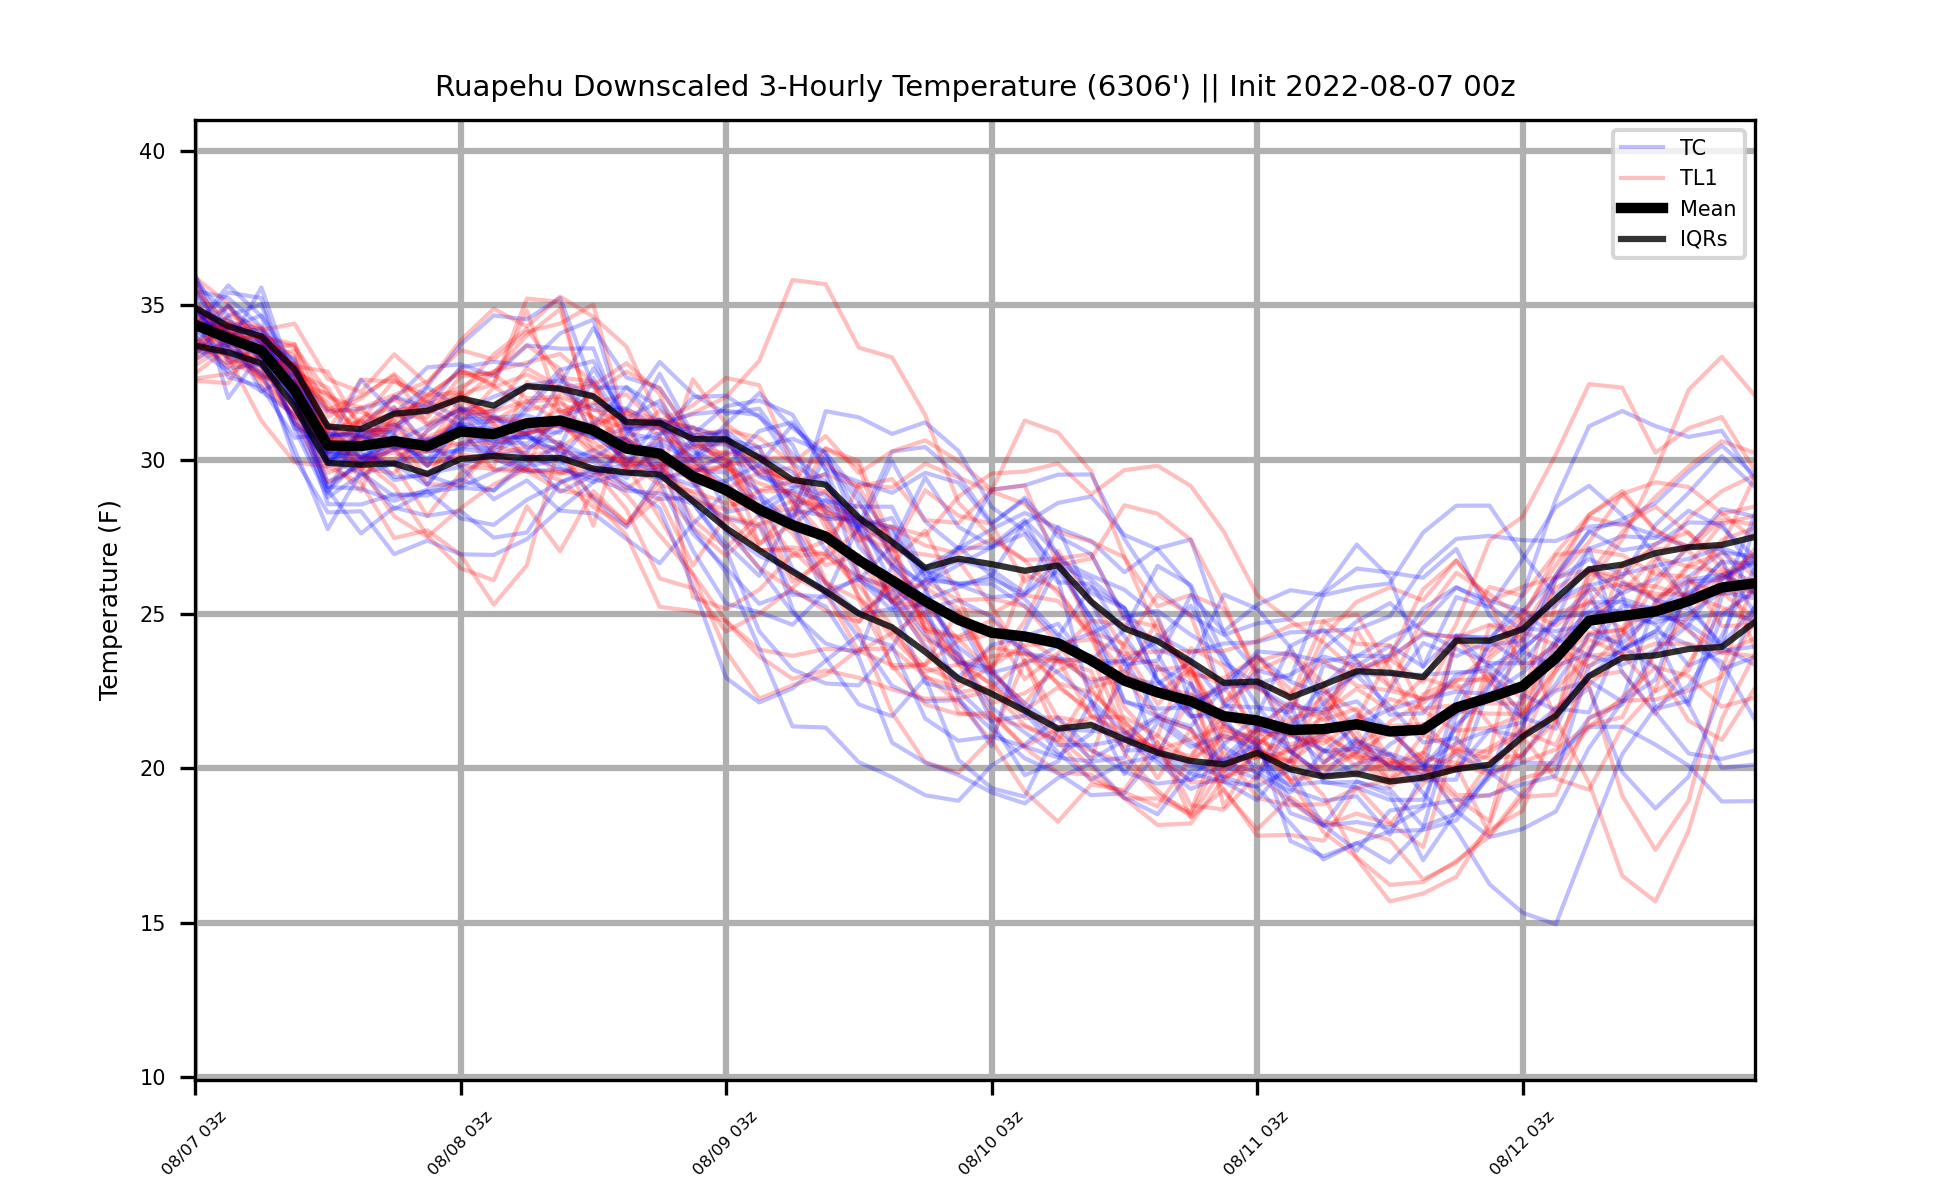 Ruapehu Downscaled 3-Hourly Temperature (6306') || Init 2022-08-07 00z
TC
TL1
Mean
IQRs
Temperature (F)
40
35
30
25
20
15
10
08/07 03z
08/08 03z
08/09 03z
08/10 03z
08/11 03z
08/12 03z